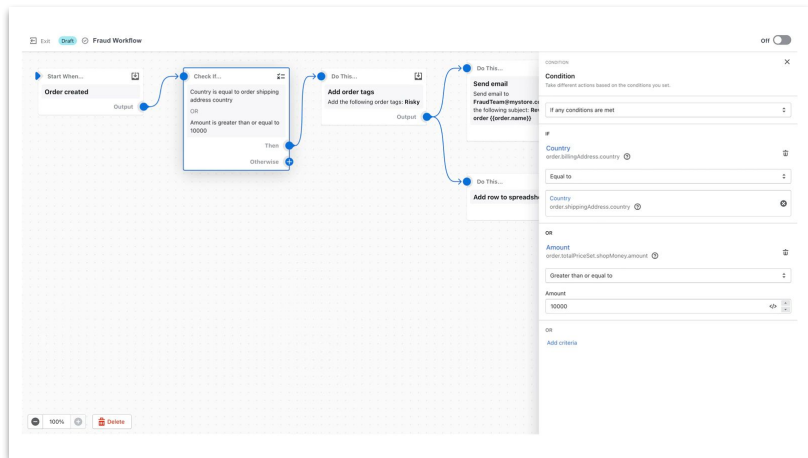 Exit Draft Fraud Workflow
Off
Start When...
Order created
Output
Check If...
Country is equal to order shipping
address country
OR
Amount is greater than or equal to
10000
Then
Otherwise
Do This...
Add order tags
Add the following order tags: Risky
Output
Do This...
Send email
Send email to
FraudTeam@mystore.c
the following subject: Re
order {{order.name}}
Do This...
Add row to spreadsh
CONDITION
Condition
Take different actions based on the conditions you set.
If any conditions are met
IF
Country
order.billingAddress.country
Equal to
Country
order.shippingAddress.country
OR
Amount
order.totalPriceSet.shopMoney.amount
Greater than or equal to
Amount
10000 </>
OR
Add criteria
100% Delete